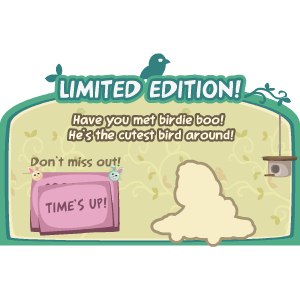 LIMITED EDITION!
Have you met birdie boo!
He's the cutest bird around!
Don't miss out!
TIME'S UP!